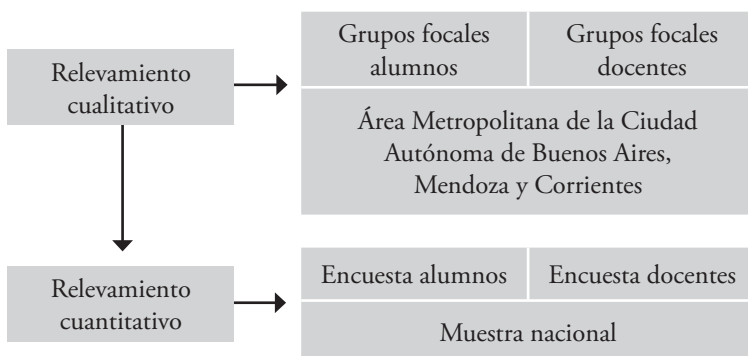 Relevamiento
cualitativo
Grupos focales
alumnos
Grupos focales
docentes
Área Metropolitana de la Ciudad
Autónoma de Buenos Aires,
Mendoza y Corrientes
Relevamiento
cuantitativo
Encuesta alumnos
Encuesta docentes
Muestra nacional